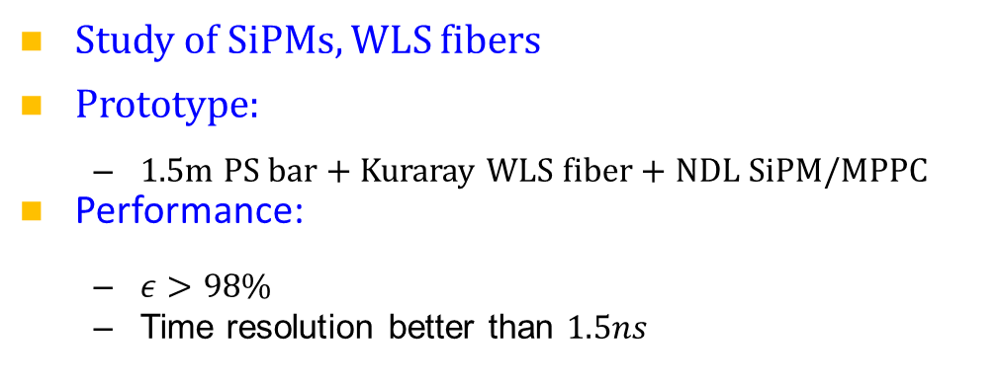 ■ Study of SiPMs, WLS fibers
■ Prototype:
– 1.5m PS bar + Kuraray WLS fiber + NDL SiPM/MPPC
■ Performance:
– ϵ > 98%
– Time resolution better than 1.5ns